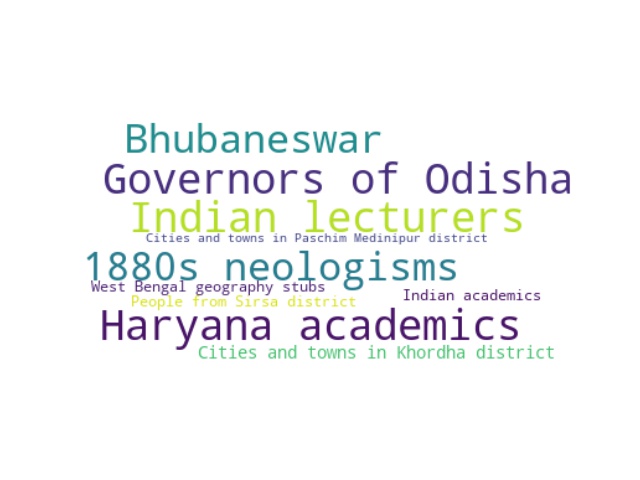 Bhubaneswar
Governors of Odisha
Indian lecturers
Cities and towns in Paschim Medinipur district
1880s neologisms
West Bengal geography stubs
Indian academics
People from Sirsa district
Haryana academics
Cities and towns in Khordha district